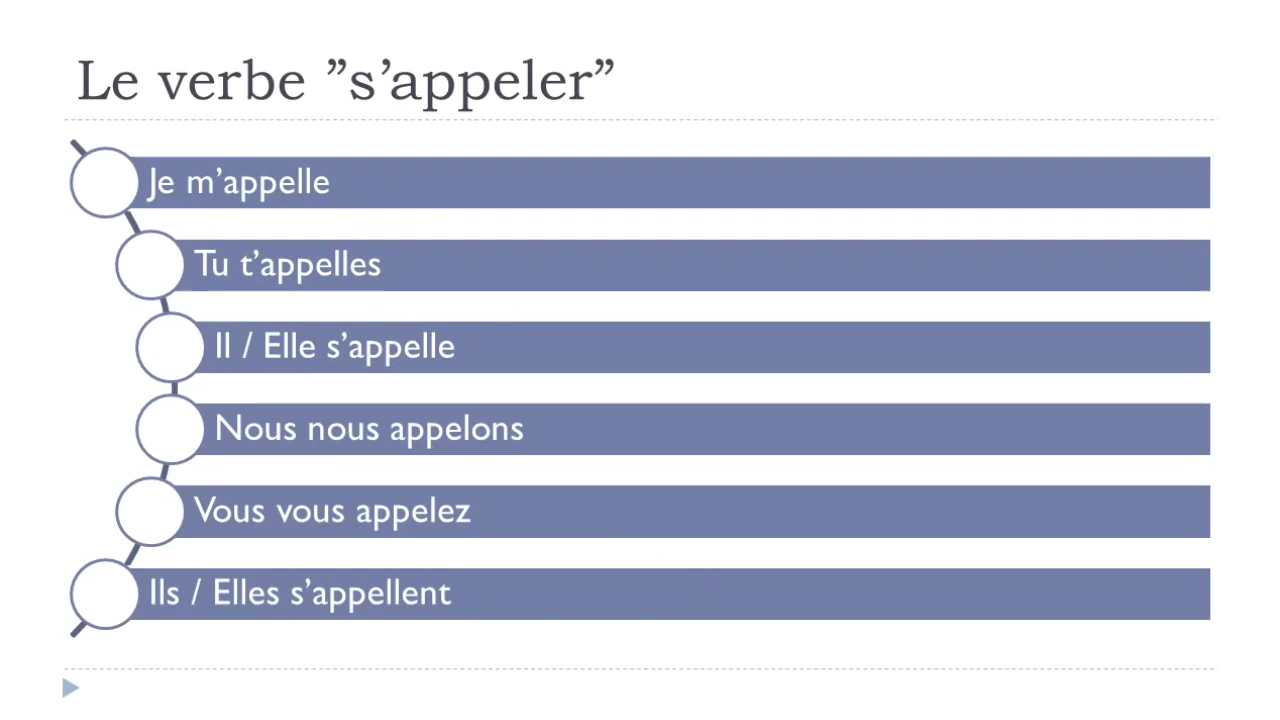 Le verbe ”s’appeler”
Je m’appelle
Tu t’appelles
Il / Elle s’appelle
Nous nous appelons
Vous vous appelez
Ils / Elles s’appellent